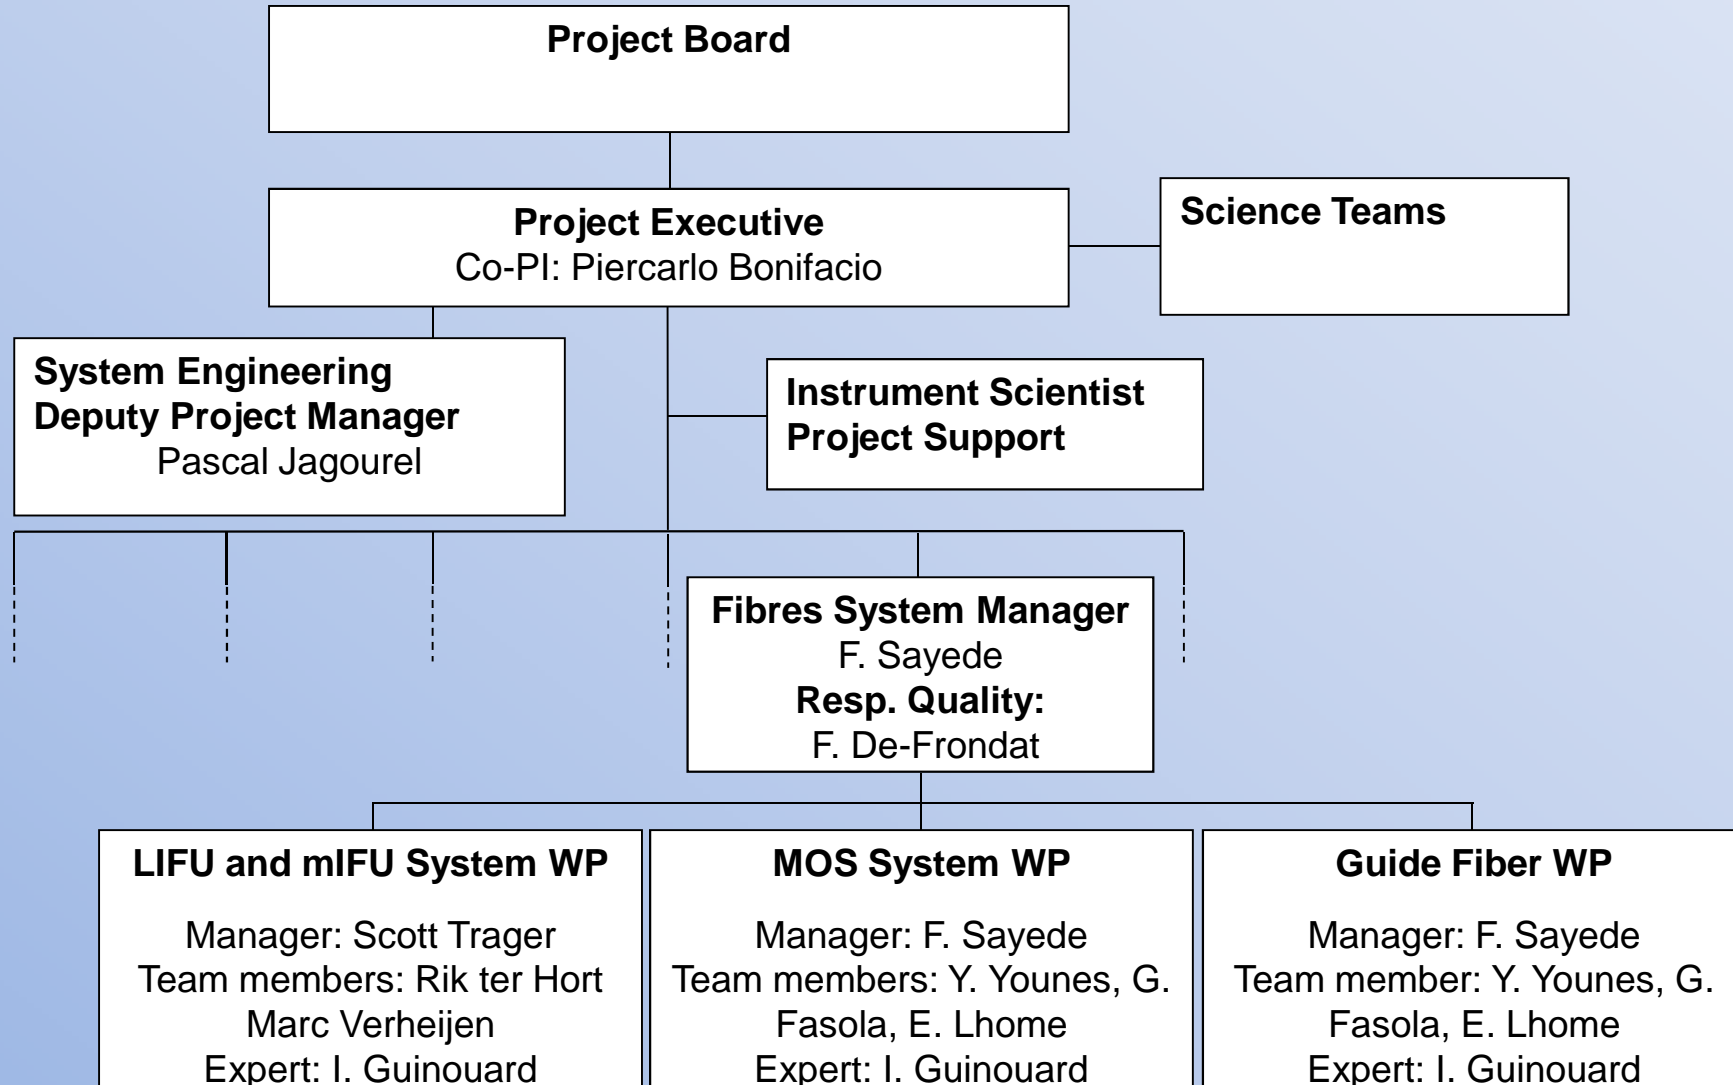 Project Board
Project Executive
Co-PI: Piercarlo Bonifacio
Science Teams
System Engineering
Deputy Project Manager
Pascal Jagourel
Instrument Scientist
Project Support
Fibres System Manager
F. Sayede
Resp. Quality:
F. De-Frondat
LIFU and mIFU System WP
Manager: Scott Trager
Team members: Rik ter Hort
Marc Verheijen
Expert: I. Guinouard
MOS System WP
Manager: F. Sayede
Team members: Y. Younes, G.
Fasola, E. Lhome
Expert: I. Guinouard
Guide Fiber WP
Manager: F. Sayede
Team member: Y. Younes, G.
Fasola, E. Lhome
Expert: I. Guinouard